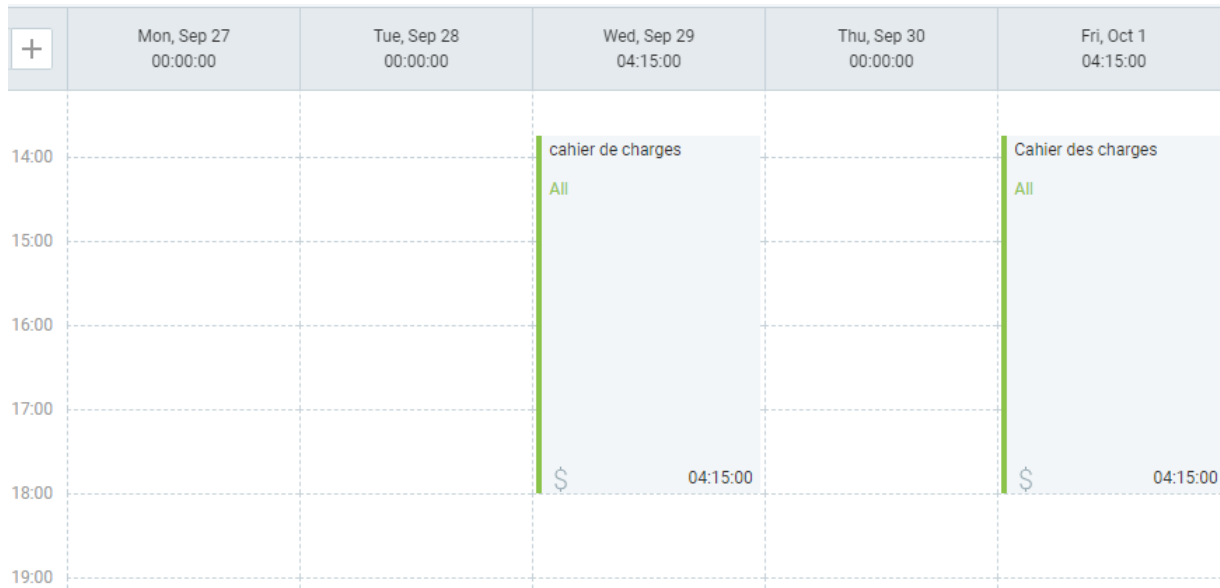 +
Mon, Sep 27
00:00:00
Tue, Sep 28
00:00:00
Wed, Sep 29
04:15:00
Thu, Sep 30
00:00:00
Fri, Oct 1
04:15:00
14:00
cahier de charges
All
Cahier des charges
All
15:00
16:00
17:00
$ 04:15:00
$ 04:15:00
18:00
19:00